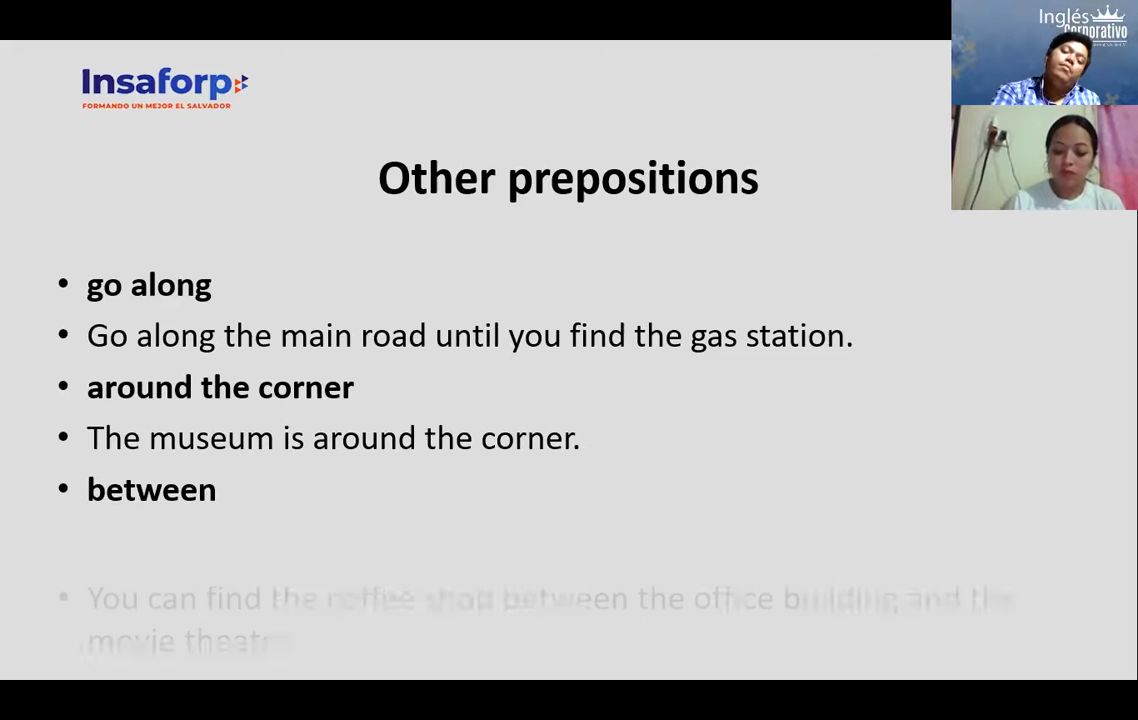 Inglés
Corporativo
Insaforp
FORMANDO UN MEJOR EL SALVADOR
Other prepositions
• go along
• Go along the main road until you find the gas station.
• around the corner
• The museum is around the corner.
• between
• You can find the coffee shop between the office building and the
movie theater